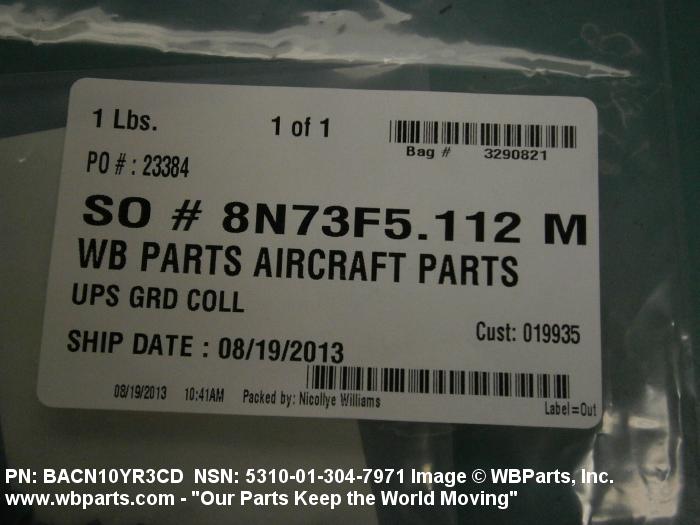 1 Lbs. 1 of 1
Bag # 3290821
PO # : 23384
SO # 8N73F5.112 M
WB PARTS AIRCRAFT PARTS
UPS GRD COLL
Cust: 019935
SHIP DATE : 08/19/2013
08/19/2013 10:41AM Packed by: Nicollye Williams Label=Out
PN: BACN10YR3CD NSN: 5310-01-304-7971 Image © WBParts, Inc.
www.wbparts.com - "Our Parts Keep the World Moving"